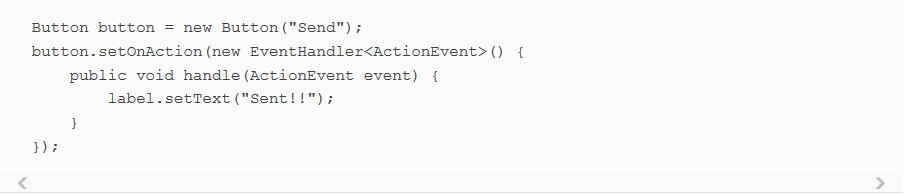 Button button = new Button("Send");
button.setOnAction(new EventHandler<ActionEvent>() {
    public void handle(ActionEvent event) {
        label.setText("Sent!!");
    }
});